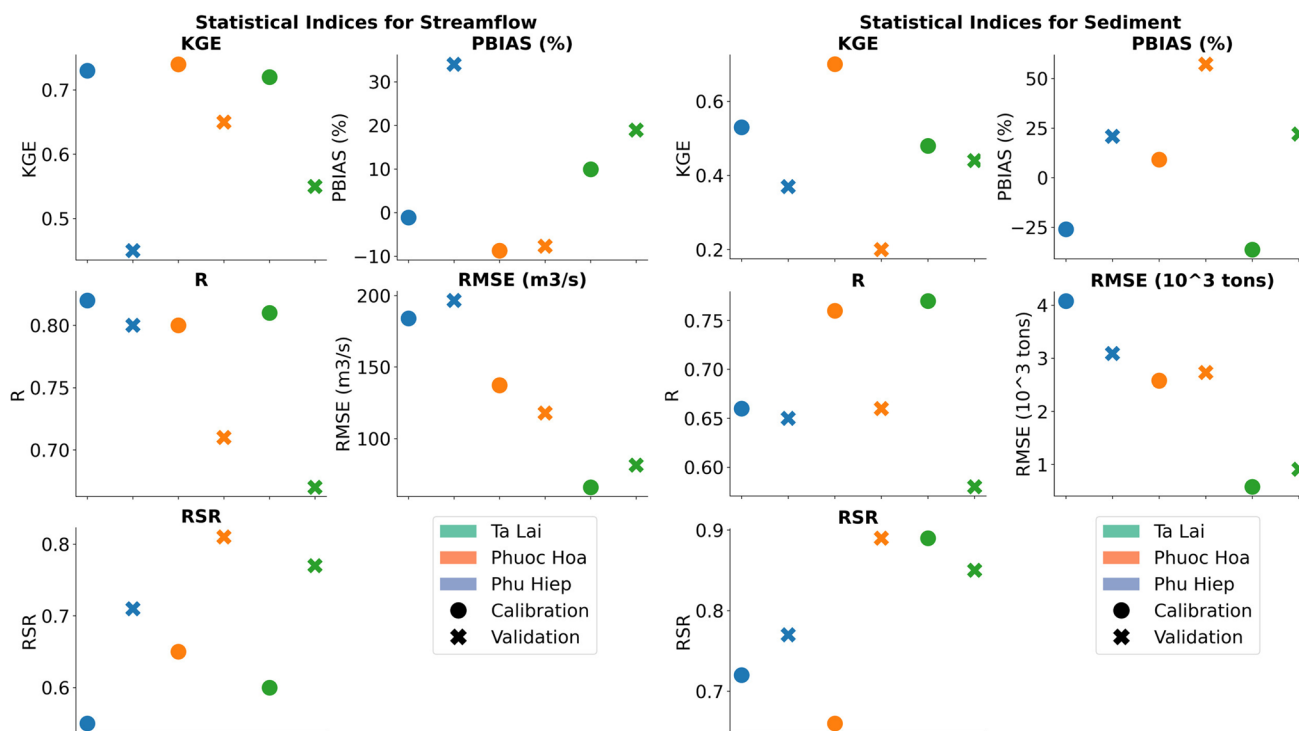 Statistical Indices for Streamflow
KGE
KGE
0.7
0.6
0.5
PBIAS (%)
PBIAS (%)
30
20
10
0
−10
R
R
0.80
0.75
0.70
RMSE (m3/s)
RMSE (m3/s)
200
150
100
RSR
RSR
0.8
0.7
0.6
Ta Lai
Phuoc Hoa
Phu Hiep
Calibration
Validation
Statistical Indices for Sediment
KGE
KGE
0.6
0.4
0.2
PBIAS (%)
PBIAS (%)
50
25
0
−25
R
R
0.75
0.70
0.65
0.60
RMSE (10^3 tons)
RMSE (10^3 tons)
4
3
2
1
RSR
RSR
0.9
0.8
0.7
Ta Lai
Phuoc Hoa
Phu Hiep
Calibration
Validation